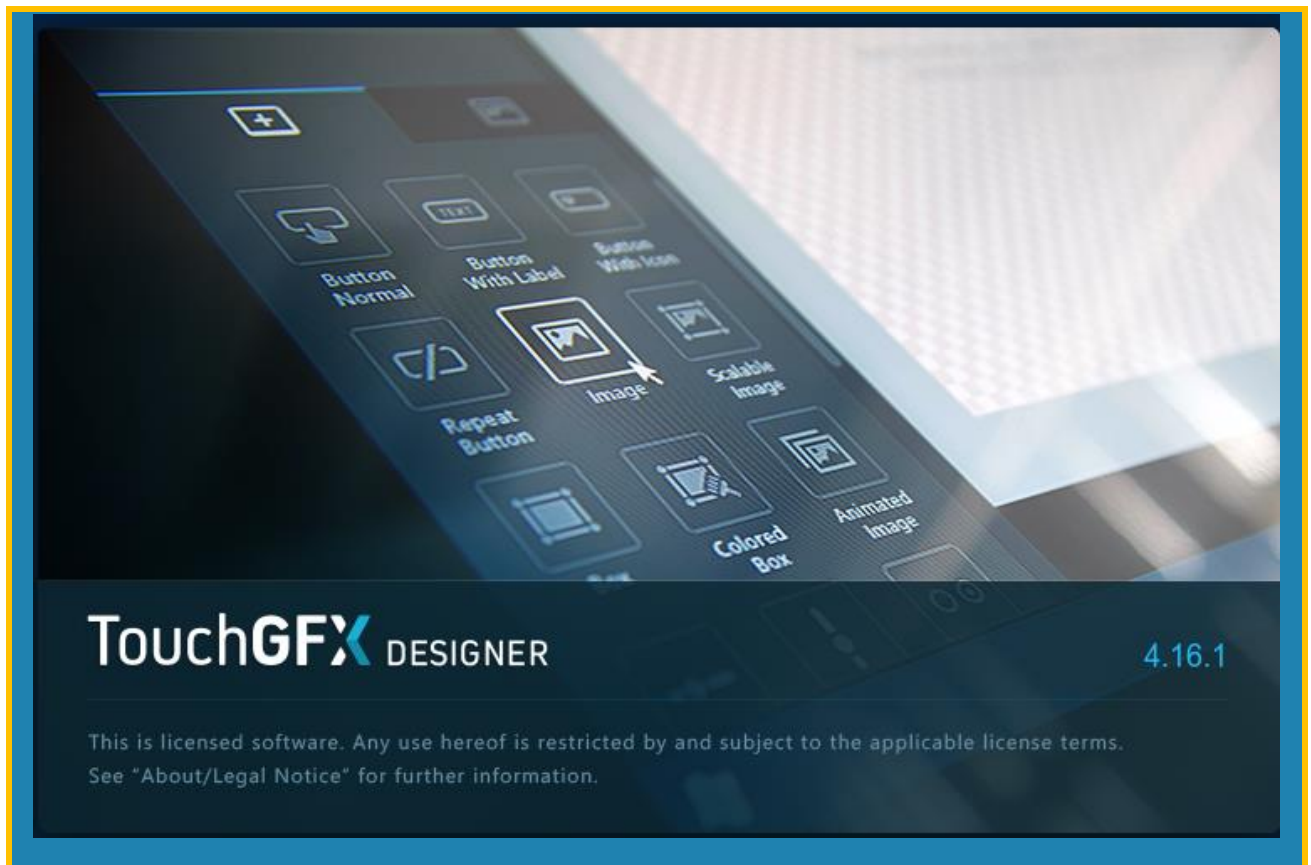 TEXT
Button
Normal
Button
With Label
Button
With Icon
Repeat
Button
Image
Scalable
Image
Box
Colored
Box
Animated
Image
TouchGFX DESIGNER
4.16.1
This is licensed software. Any use hereof is restricted by and subject to the applicable license terms.
See “About/Legal Notice” for further information.